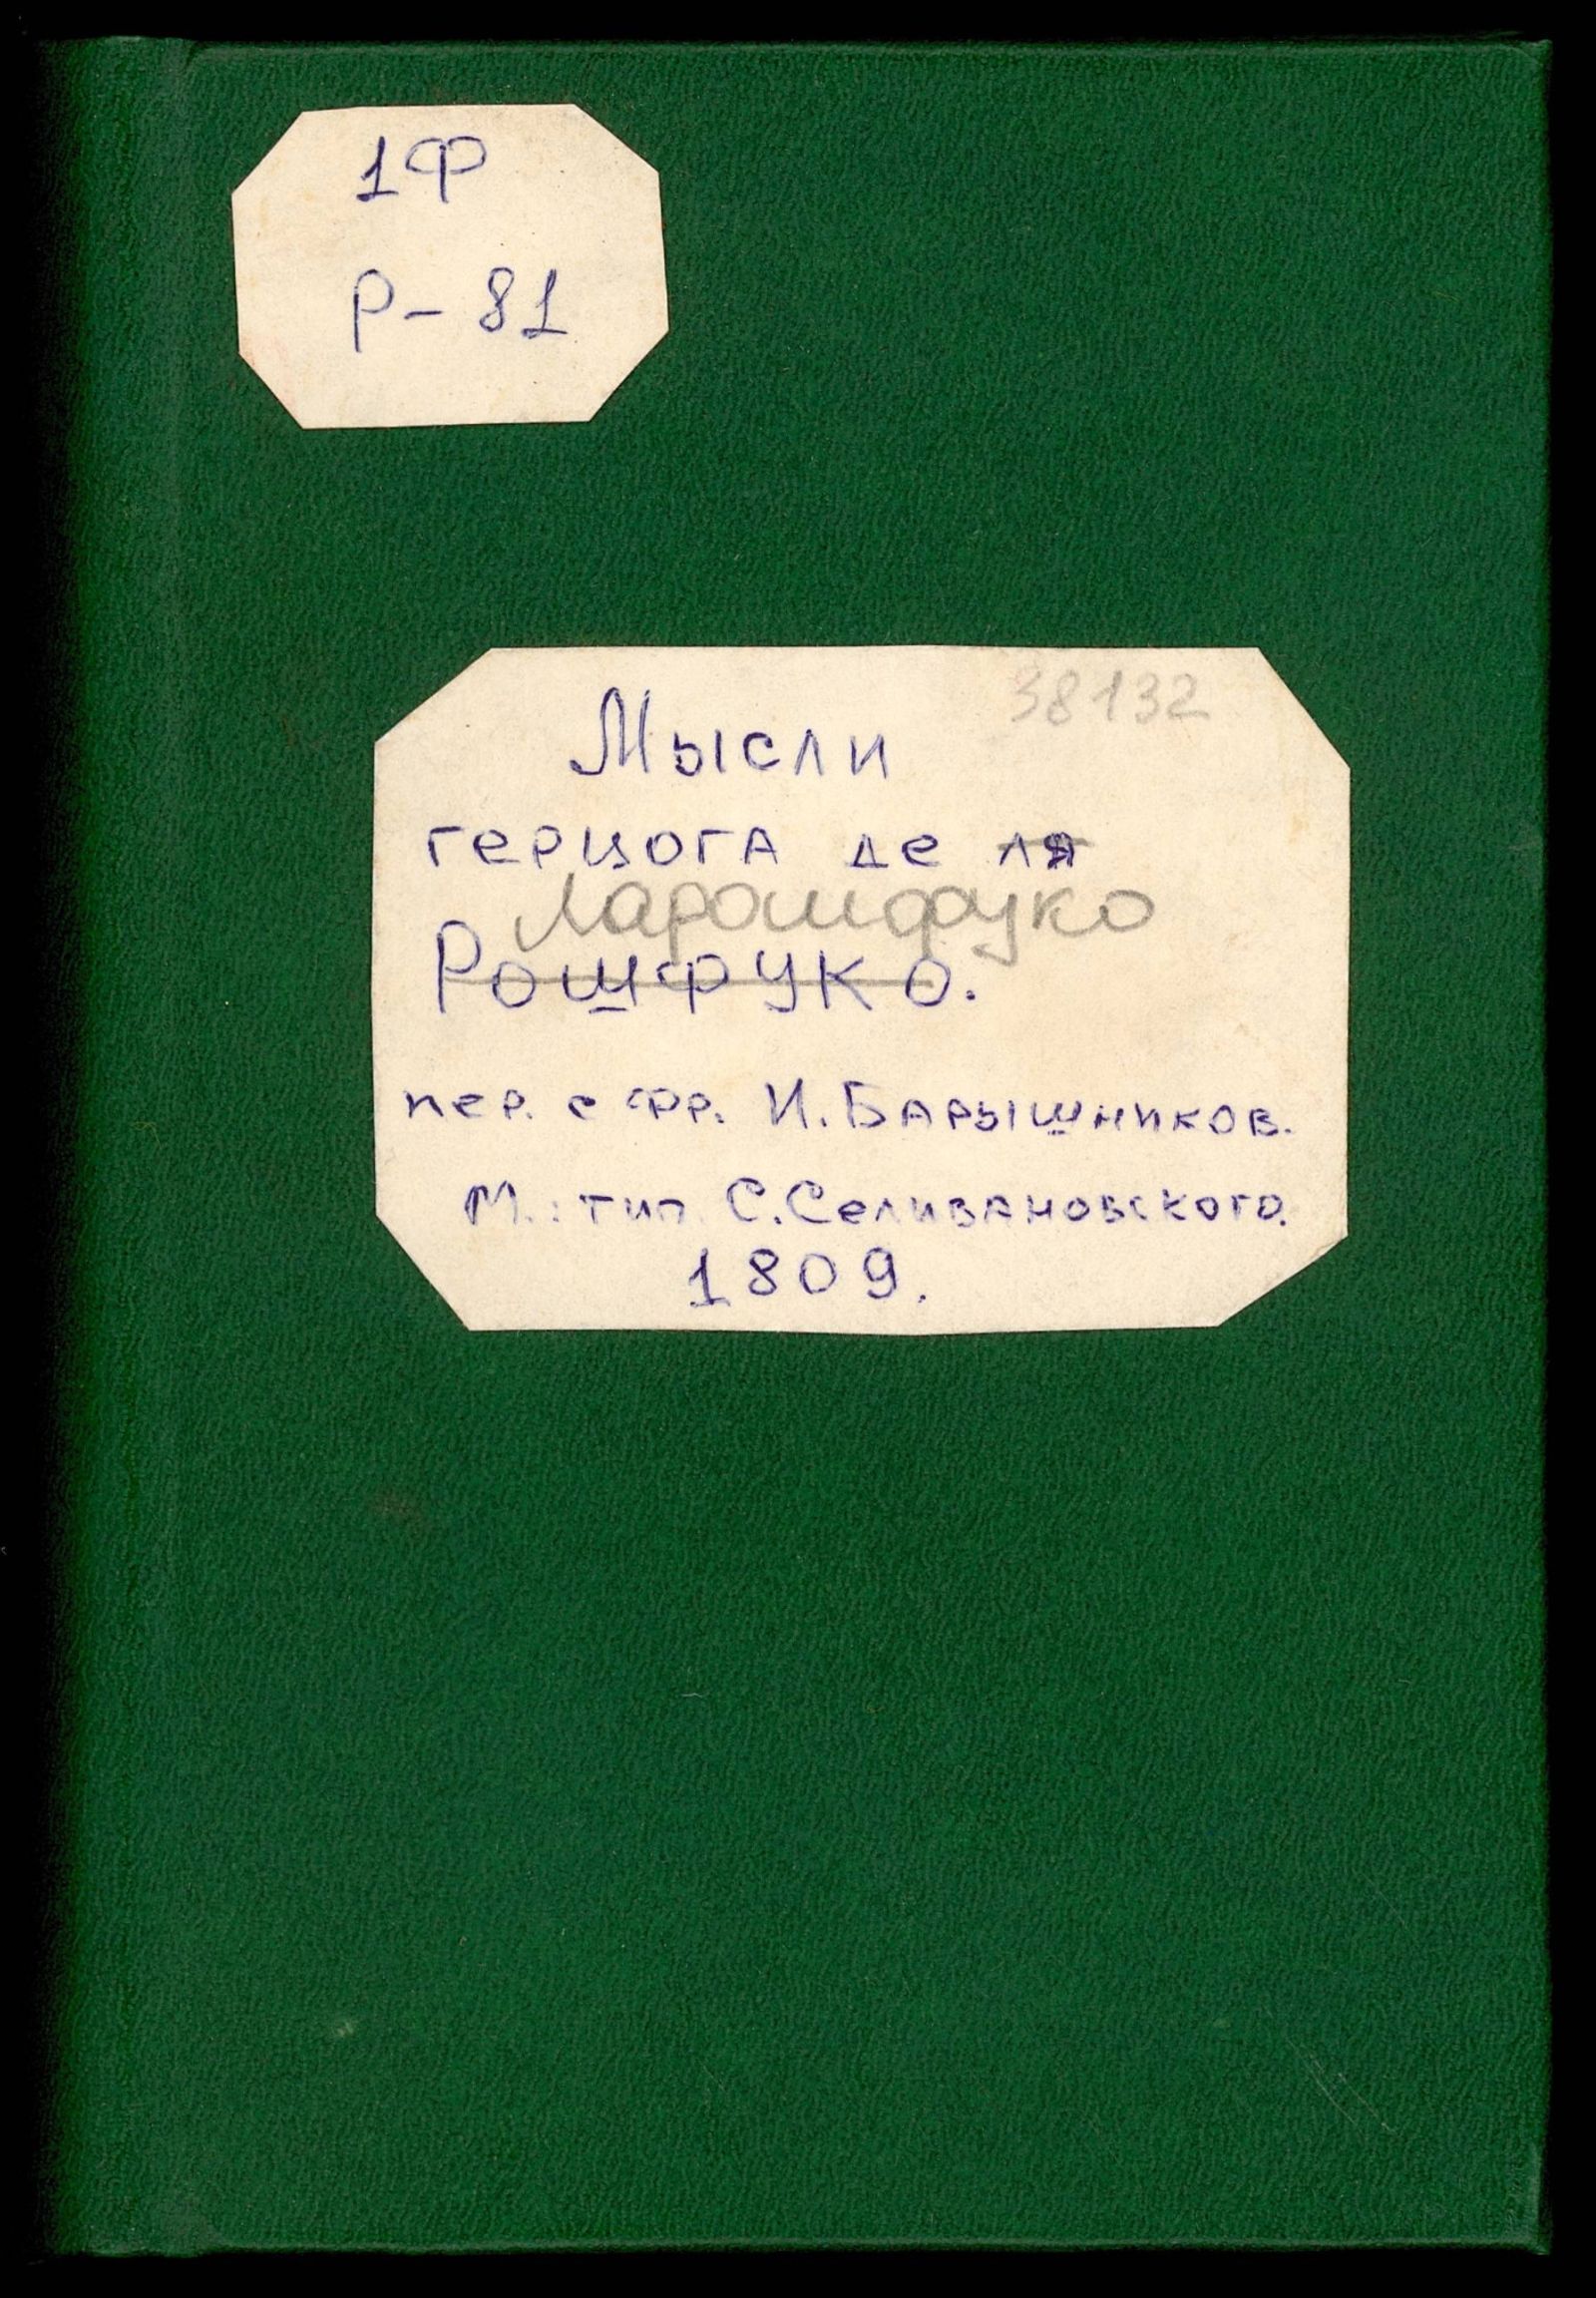 1Ф
Р-81
38132
Мысли
герцога де ля
Ларошфуко
Рошфуко.
пер. с фр. И. Барышников.
М.: тип. С. Селивановского.
1809.